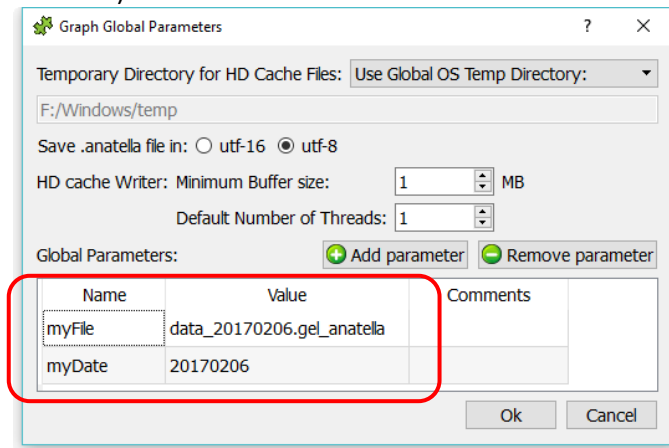 Graph Global Parameters ?
Temporary Directory for HD Cache Files: Use Global OS Temp Directory:
F:/Windows/temp
Save .anatella file in: utf-16 utf-8
HD cache Writer: Minimum Buffer size: 1 MB
Default Number of Threads: 1
Global Parameters: Add parameter Remove parameter
Name Value Comments
myFile data_20170206.gel_anatella
myDate 20170206
Ok Cancel